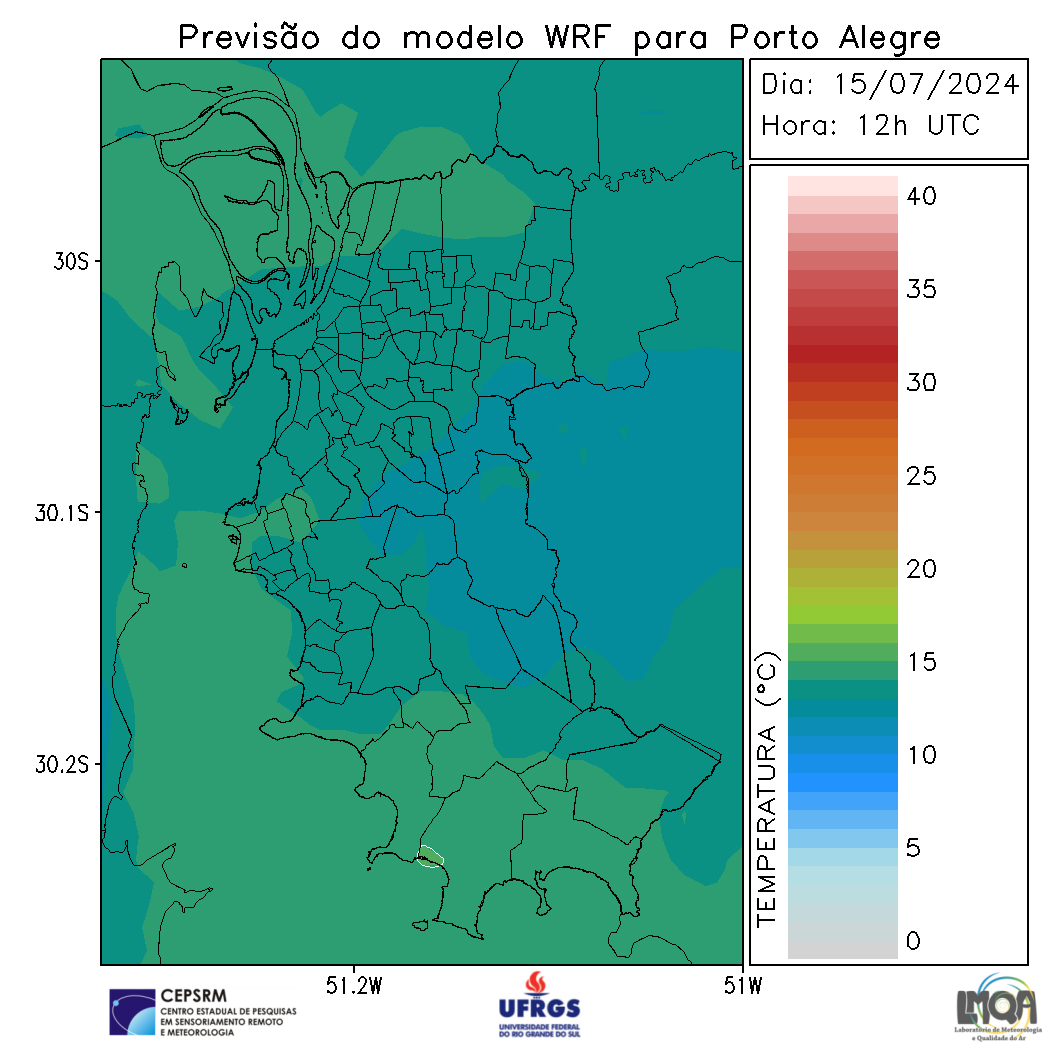 Previsão do modelo WRF para Porto Alegre
Dia: 15/07/2024
Hora: 12h UTC
30S
30.1S
30.2S
51.2W
51W
TEMPERATURA (°C)
40
35
30
25
20
15
10
5
0
CEPSRM
CENTRO ESTADUAL DE PESQUISAS
EM SENSORIAMENTO REMOTO
E METEOROLOGIA
UFRGS
UNIVERSIDADE FEDERAL
DO RIO GRANDE DO SUL
LMQA
Laboratório de Meteorologia
e Qualidade do Ar